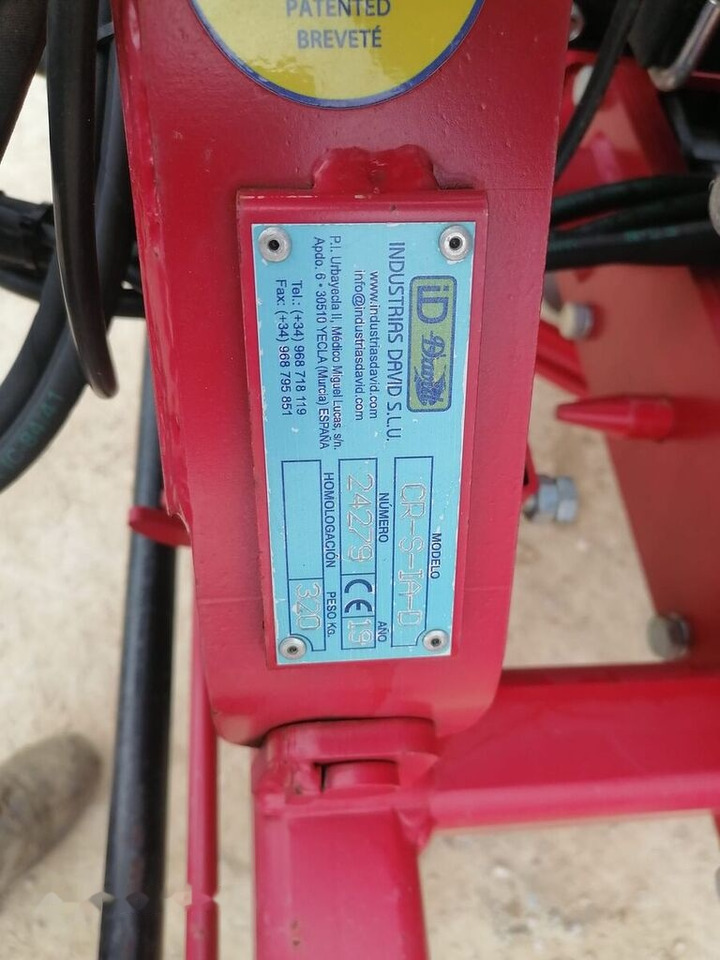 PATENTED
BREVETÉ
iD David
INDUSTRIAS DAVID S.L.U.
www.industriasdavid.com
info@industriasdavid.com
P.I. Urbayecla II, Médico Miguel Lucas, s/n.
Apdo. 6 • 30510 YECLA (Murcia) ESPAÑA
Tel.: (+34) 968 718 119
Fax: (+34) 968 795 851
MODELO
CR-S-IA-D
NÚMERO
AÑO
24279
CE
19
HOMOLOGACIÓN
PESO Kg.
320